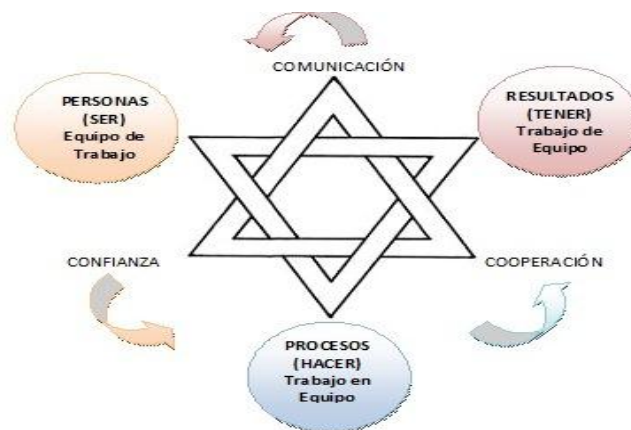 COMUNICACIÓN
PERSONAS
(SER)
Equipo de
Trabajo
RESULTADOS
(TENER)
Trabajo de
Equipo
CONFIANZA
COOPERACIÓN
PROCESOS
(HACER)
Trabajo en
Equipo